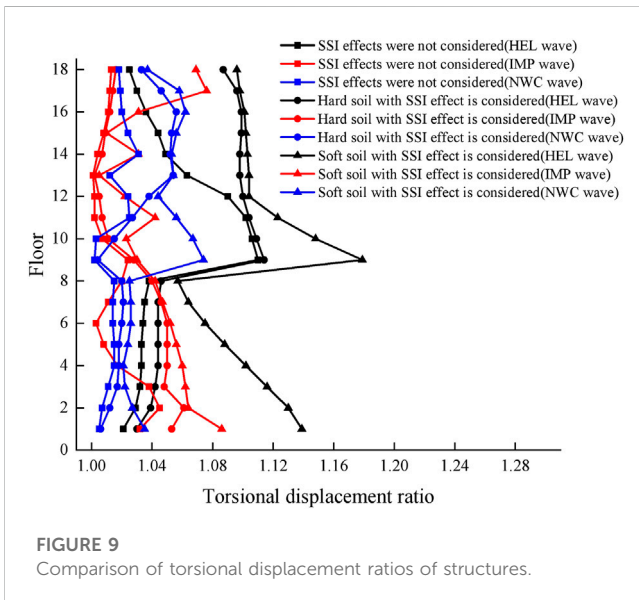 SSI effects were not considered(HEL wave)
SSI effects were not considered(IMP wave)
SSI effects were not considered(NWC wave)
Hard soil with SSI effect is considered(HEL wave)
Hard soil with SSI effect is considered(IMP wave)
Hard soil with SSI effect is considered(NWC wave)
Soft soil with SSI effect is considered(HEL wave)
Soft soil with SSI effect is considered(IMP wave)
Soft soil with SSI effect is considered(NWC wave)
18
16
14
12
10
8
6
4
2
0
Floor
1.00 1.04 1.08 1.12 1.16 1.20 1.24 1.28
Torsional displacement ratio
FIGURE 9
Comparison of torsional displacement ratios of structures.